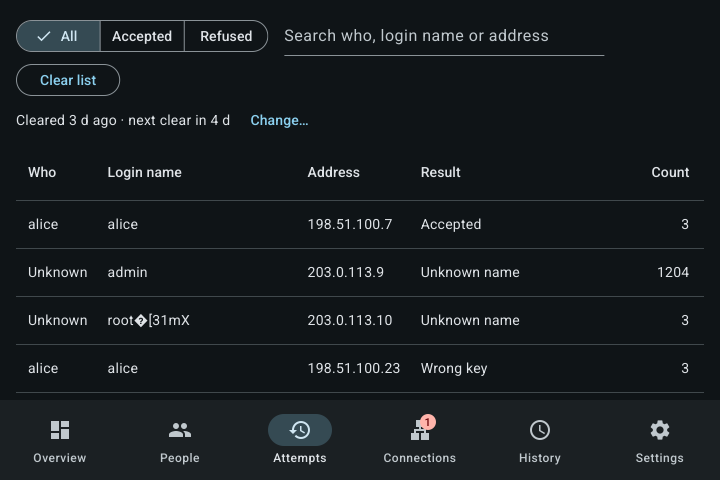 All Accepted Refused Search who, login name or address
Clear list
Cleared 3 d ago · next clear in 4 d Change…
Who Login name Address Result Count
alice alice 198.51.100.7 Accepted 3
Unknown admin 203.0.113.9 Unknown name 1204
Unknown root�[31mX 203.0.113.10 Unknown name 3
alice alice 198.51.100.23 Wrong key 3
1
Overview People Attempts Connections History Settings